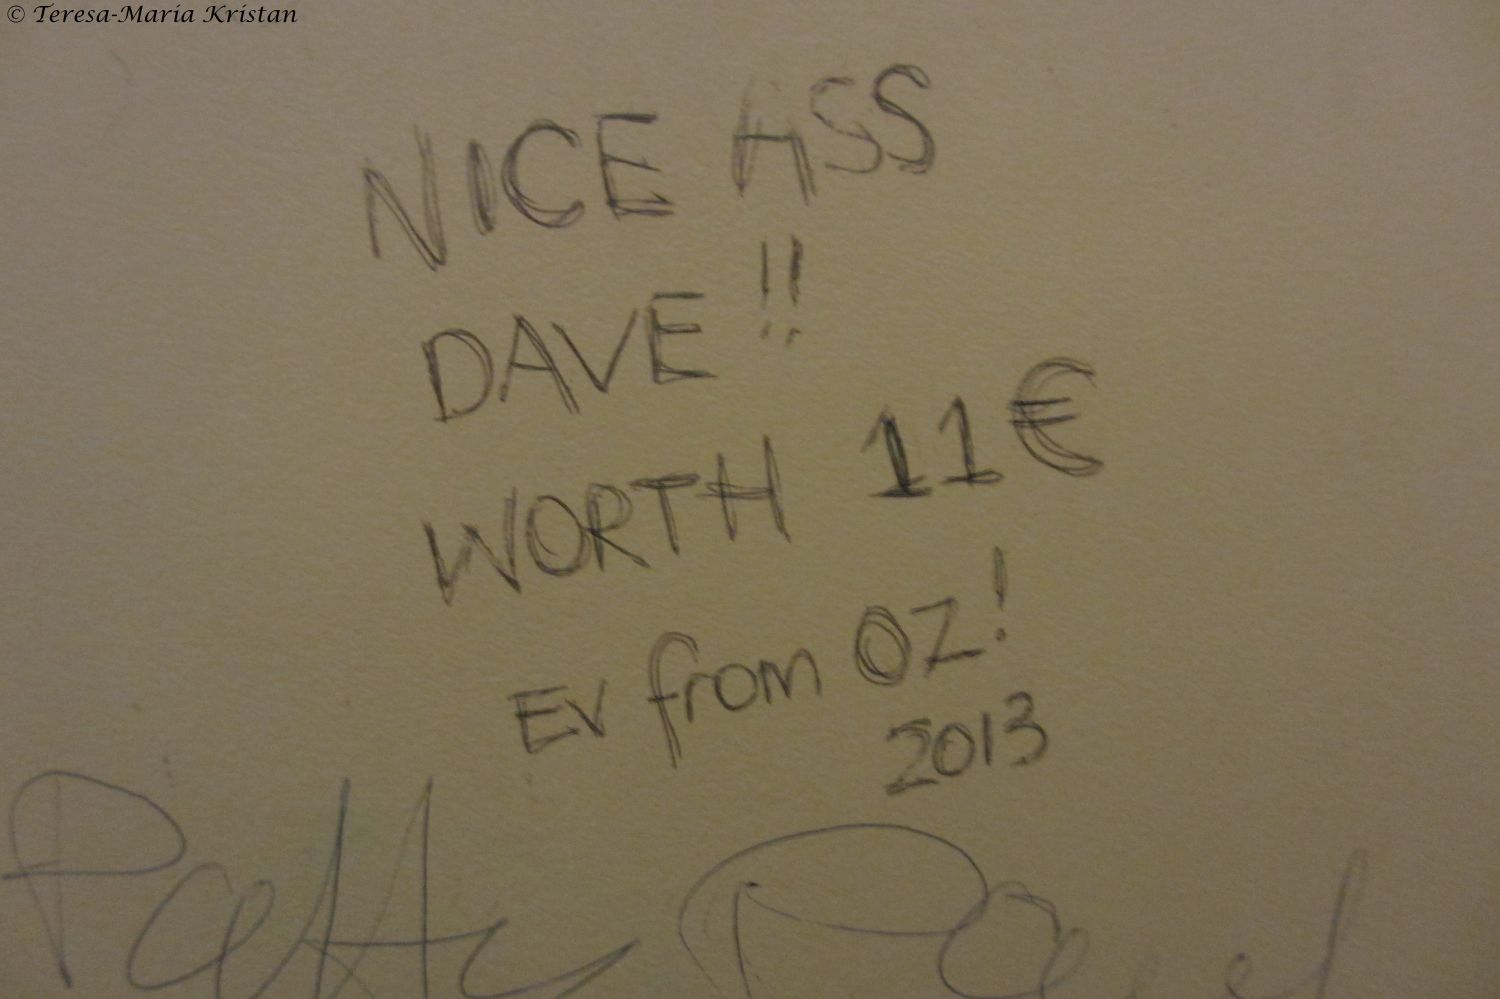 © Teresa-Maria Kristan
NICE ASS
DAVE !!
WORTH 11€
EV from OZ!
2013